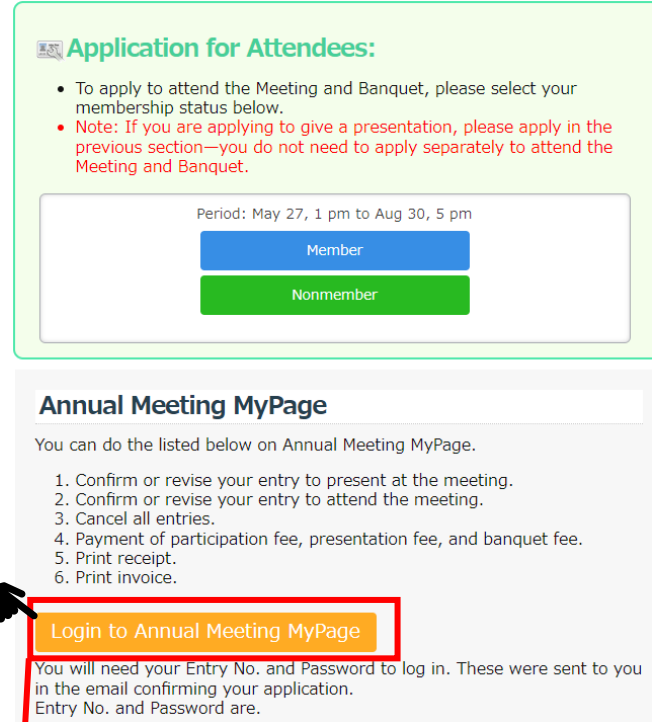 Application for Attendees:
• To apply to attend the Meeting and Banquet, please select your
membership status below.
• Note: If you are applying to give a presentation, please apply in the
previous section—you do not need to apply separately to attend the
Meeting and Banquet.
Period: May 27, 1 pm to Aug 30, 5 pm
Member
Nonmember
Annual Meeting MyPage
You can do the listed below on Annual Meeting MyPage.
1. Confirm or revise your entry to present at the meeting.
2. Confirm or revise your entry to attend the meeting.
3. Cancel all entries.
4. Payment of participation fee, presentation fee, and banquet fee.
5. Print receipt.
6. Print invoice.
Login to Annual Meeting MyPage
You will need your Entry No. and Password to log in. These were sent to you
in the email confirming your application.
Entry No. and Password are.